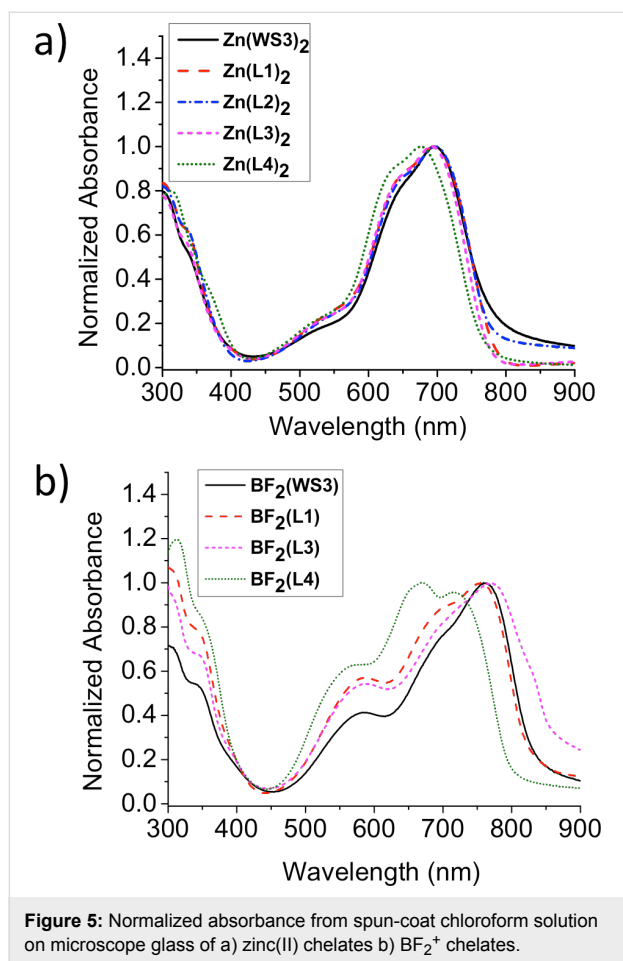 a)
Zn(WS3)2
Zn(L1)2
Zn(L2)2
Zn(L3)2
Zn(L4)2
Normalized Absorbance
1.4
1.2
1.0
0.8
0.6
0.4
0.2
0.0
300 400 500 600 700 800 900
Wavelength (nm)
b)
BF2(WS3)
BF2(L1)
BF2(L3)
BF2(L4)
Normalized Absorbance
1.4
1.2
1.0
0.8
0.6
0.4
0.2
0.0
300 400 500 600 700 800 900
Wavelength (nm)
Figure 5: Normalized absorbance from spun-coat chloroform solution
on microscope glass of a) zinc(II) chelates b) BF2+ chelates.